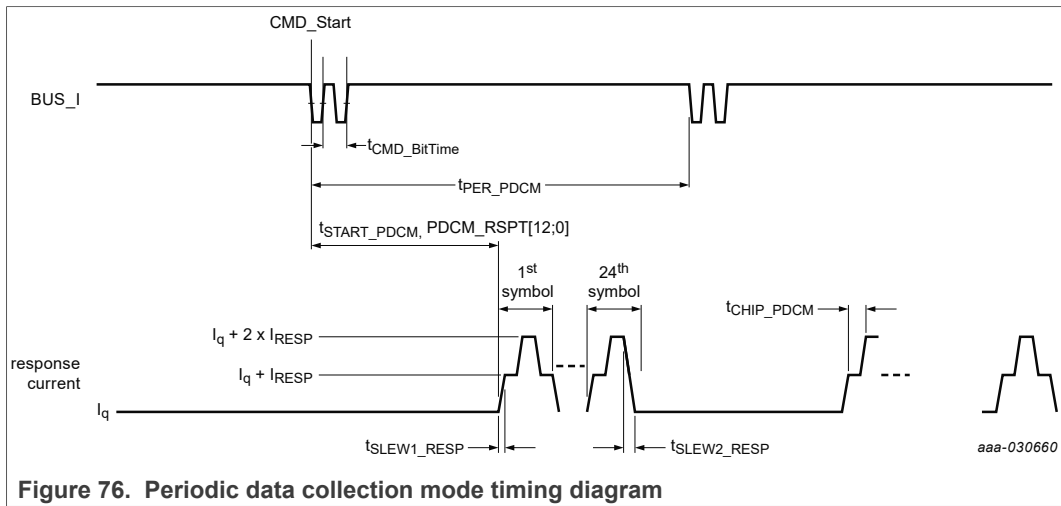 CMD_Start
BUS_I
tCMD_BitTime
tPER_PDCM
tSTART_PDCM, PDCM_RSPT[12;0]
1st
symbol
24th
symbol
tCHIP_PDCM
Iq + 2 x IRESP
response
current
Iq + IRESP
Iq
tSLEW1_RESP
tSLEW2_RESP
aaa-030660
Figure 76. Periodic data collection mode timing diagram